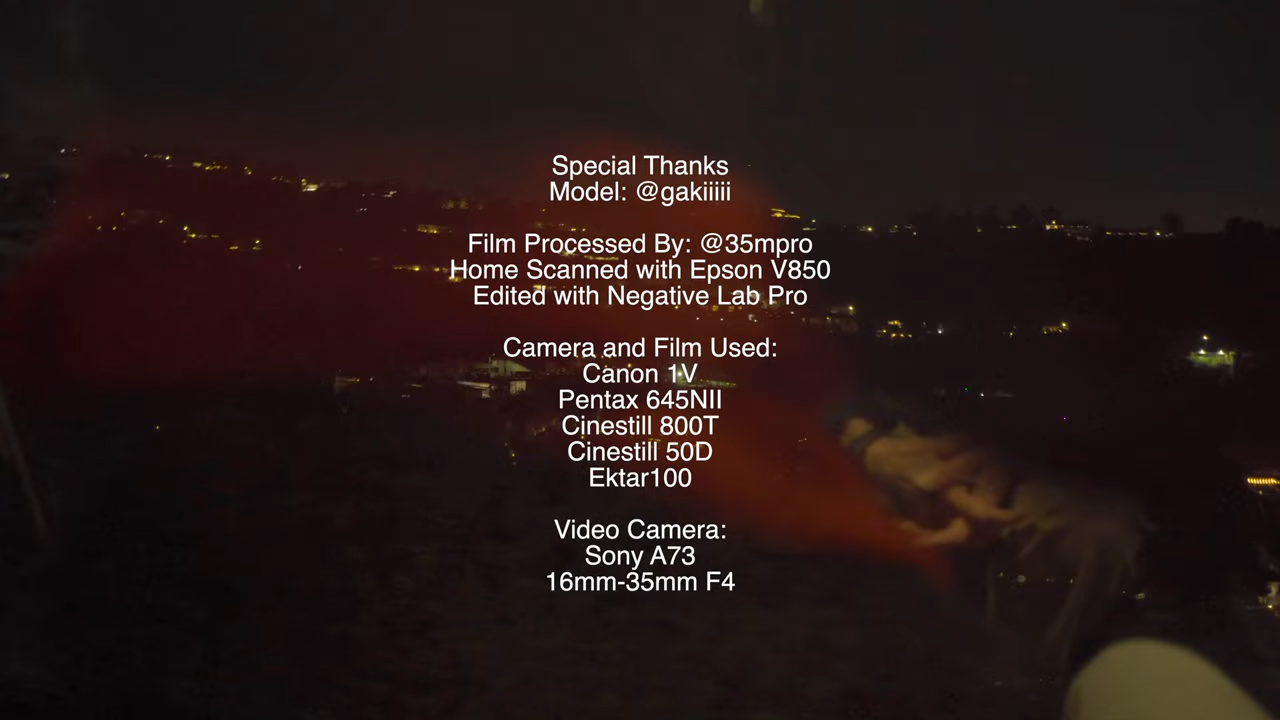 Special Thanks
Model: @gakiiiii
Film Processed By: @35mpro
Home Scanned with Epson V850
Edited with Negative Lab Pro
Camera and Film Used:
Canon 1V
Pentax 645NII
Cinestill 800T
Cinestill 50D
Ektar100
Video Camera:
Sony A73
16mm-35mm F4